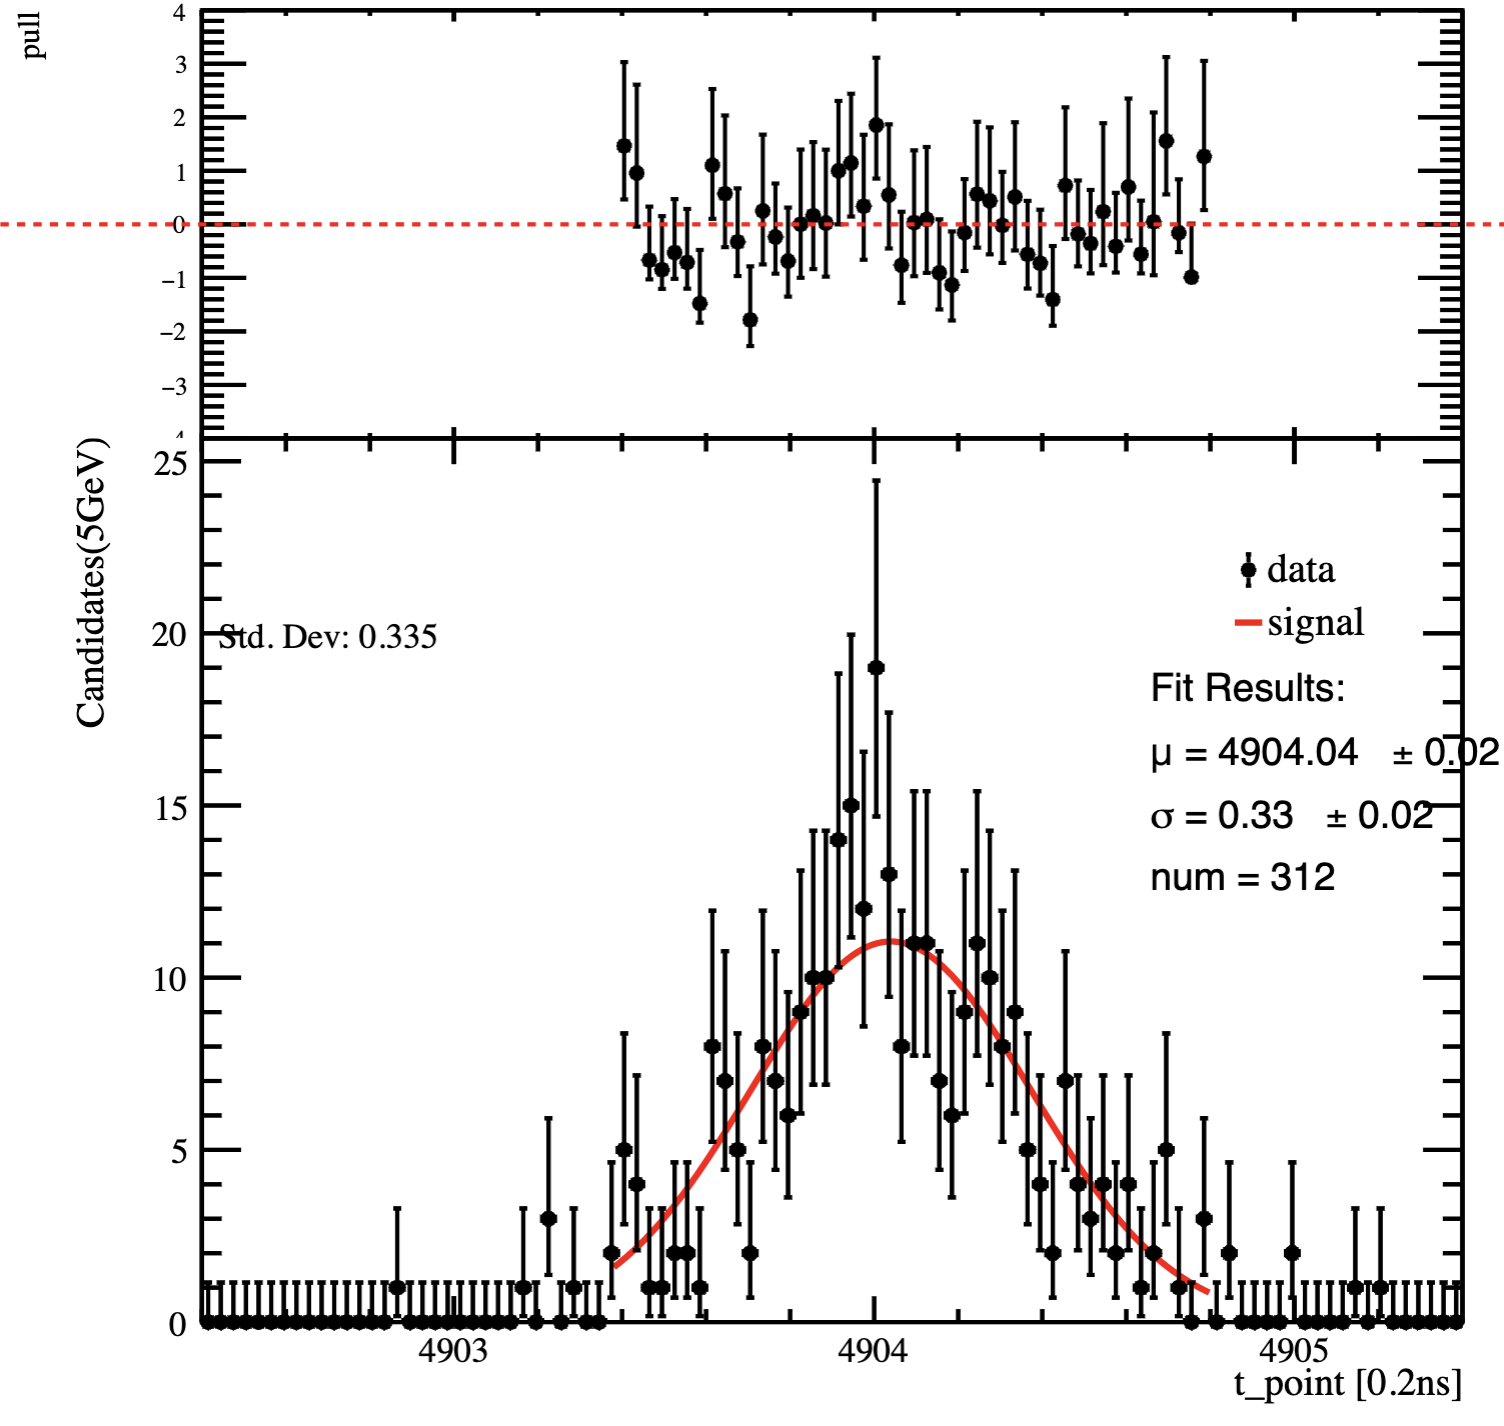 pull
4
3
2
1
0
−1
−2
−3
Candidates(5GeV)
25
20
15
10
5
0
Std. Dev: 0.335
data
signal
Fit Results:
μ = 4904.04 ± 0.02
σ = 0.33 ± 0.02
num = 312
4903
4904
4905
t_point [0.2ns]